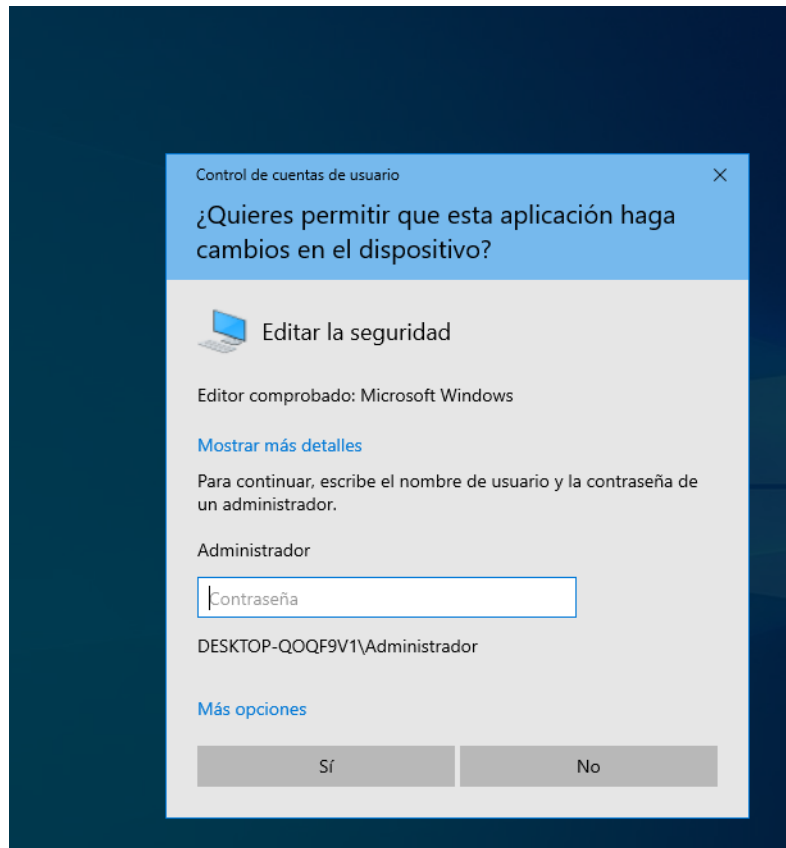 Control de cuentas de usuario
¿Quieres permitir que esta aplicación haga
cambios en el dispositivo?
Editar la seguridad
Editor comprobado: Microsoft Windows
Mostrar más detalles
Para continuar, escribe el nombre de usuario y la contraseña de
un administrador.
Administrador
Contraseña
DESKTOP-QOQF9V1\Administrador
Más opciones
Sí
No